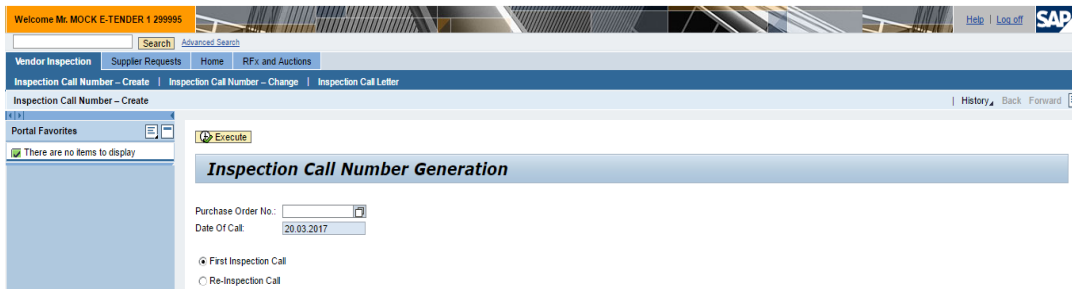 Welcome Mr. MOCK E-TENDER 1 299995
Help | Log off
SAP
Search Advanced Search
Vendor Inspection Supplier Requests Home RFx and Auctions
Inspection Call Number – Create | Inspection Call Number – Change | Inspection Call Letter
Inspection Call Number – Create
| History Back Forward
Portal Favorites
There are no items to display
Execute
Inspection Call Number Generation
Purchase Order No.:
Date Of Call: 20.03.2017
First Inspection Call
Re-Inspection Call